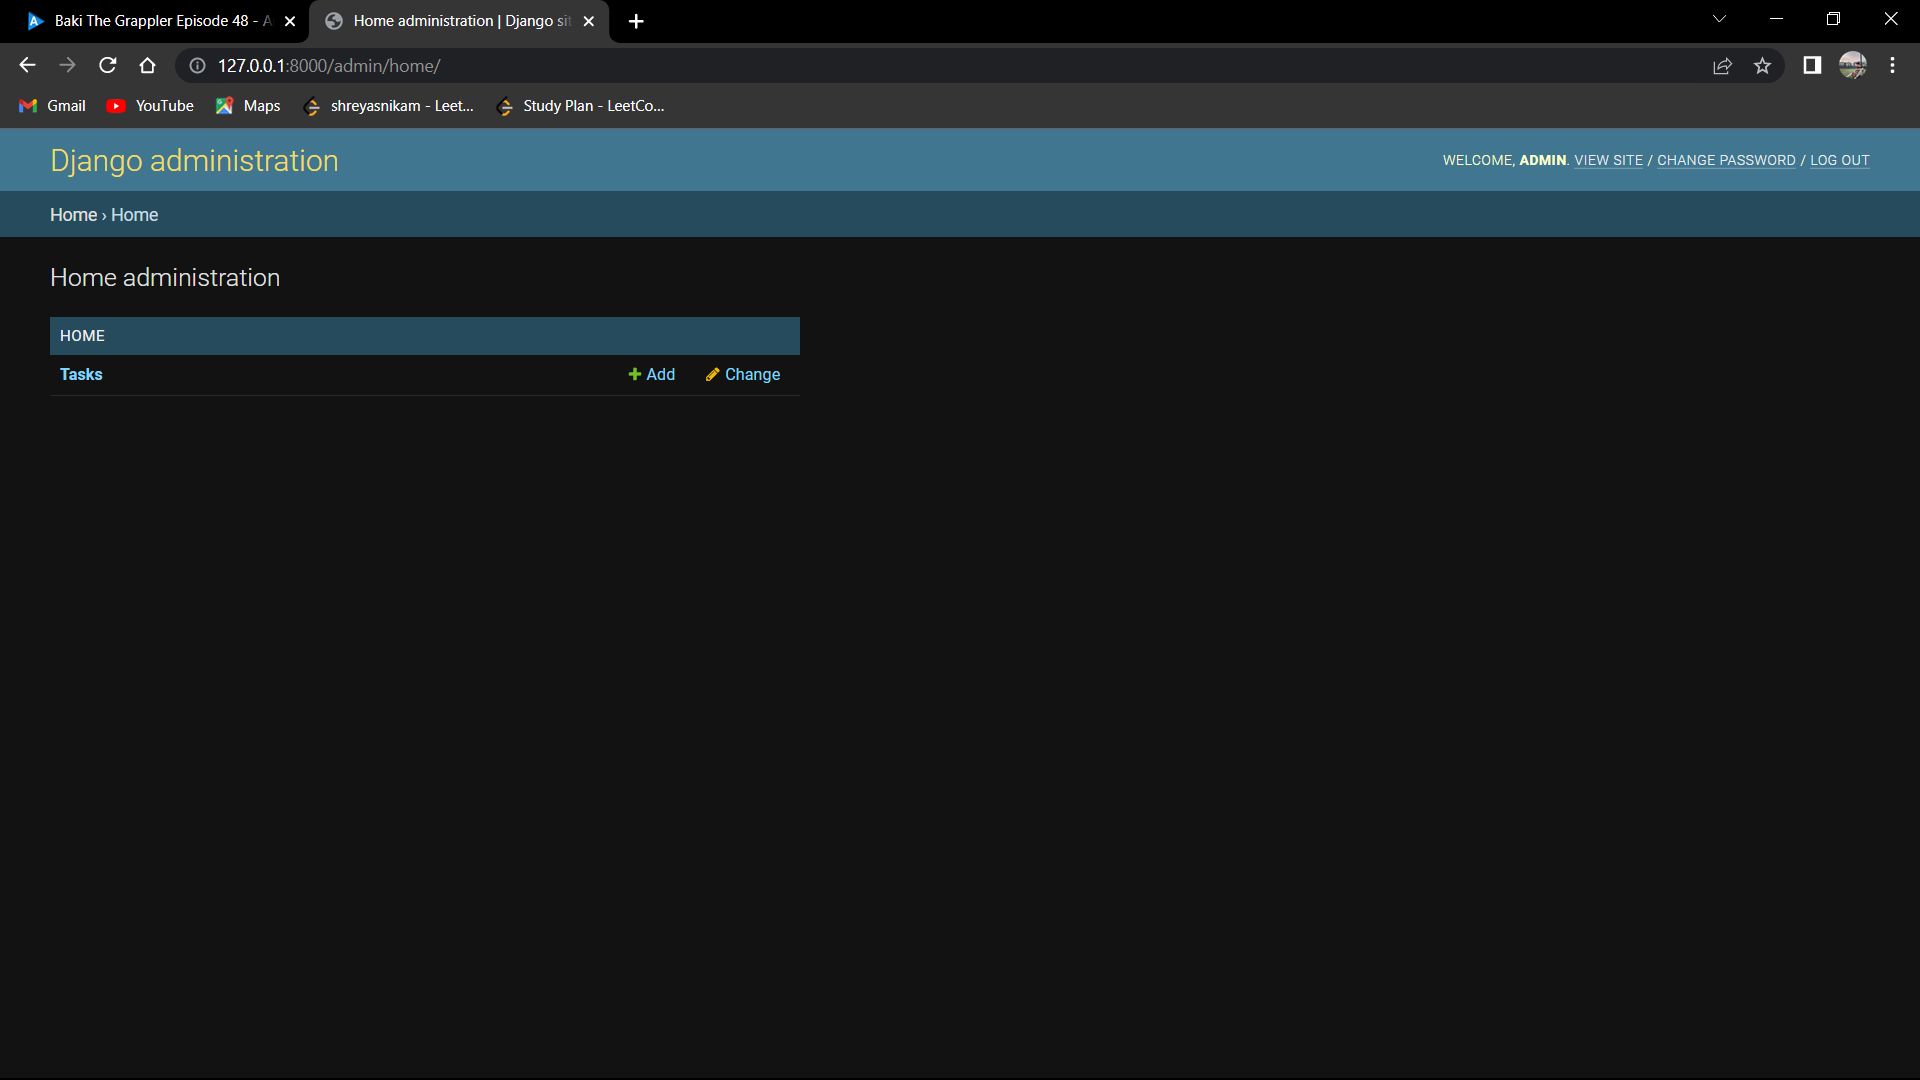 Baki The Grappler Episode 48 - A
Home administration | Django sit
127.0.0.1:8000/admin/home/
Gmail
YouTube
Maps
shreyasnikam - Leet...
Study Plan - LeetCo...
Django administration
WELCOME, ADMIN. VIEW SITE / CHANGE PASSWORD / LOG OUT
Home › Home
Home administration
HOME
Tasks
Add
Change